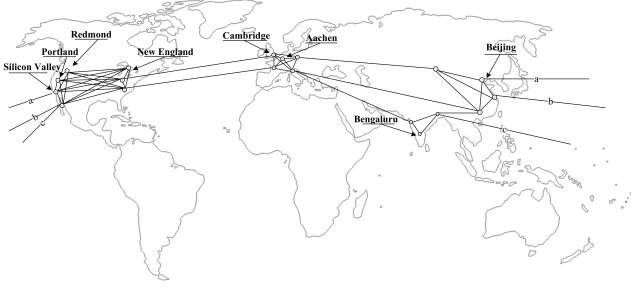 Redmond
Portland
Silicon Valley
New England
Cambridge
Aachen
Beijing
Bengaluru
a
b
c
a
b
c